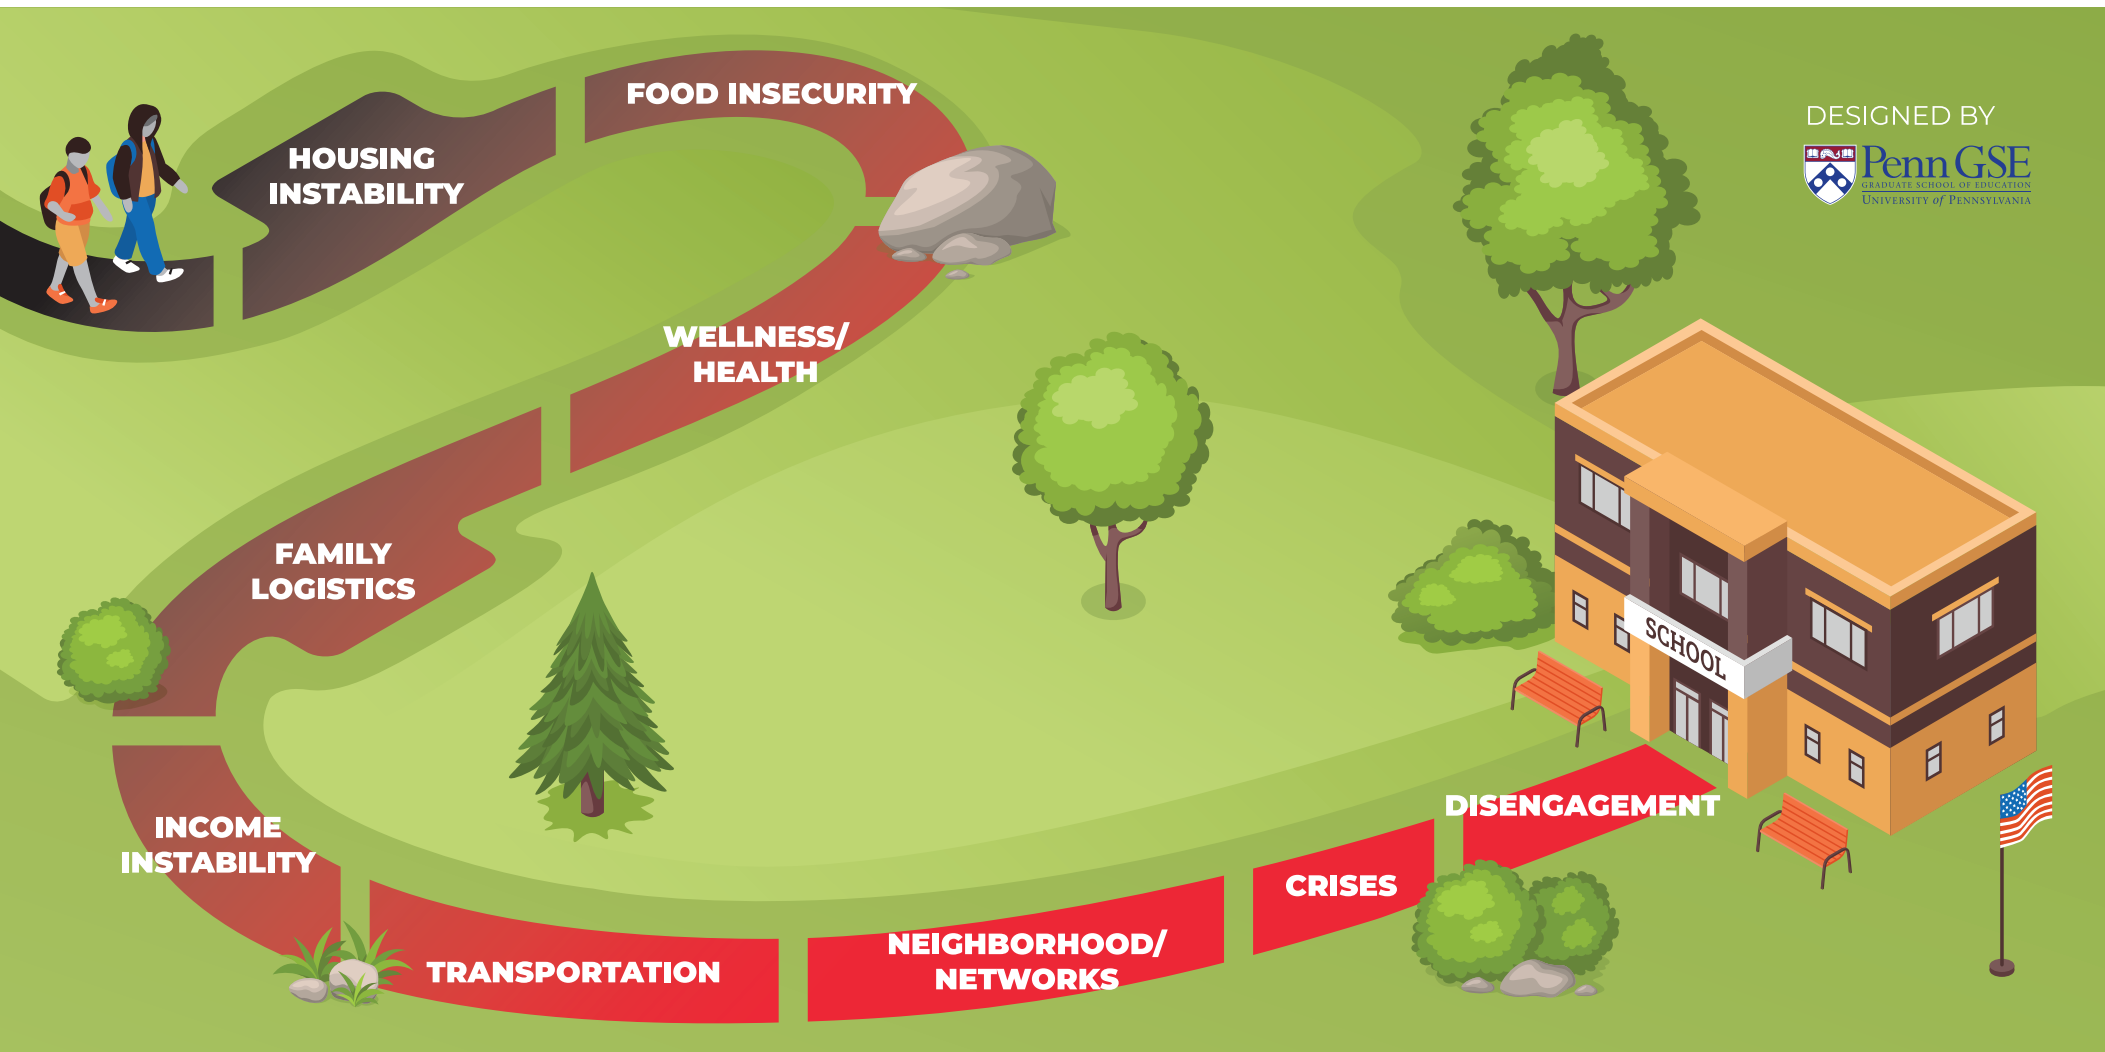 HOUSING
INSTABILITY
FOOD INSECURITY
WELLNESS/
HEALTH
FAMILY
LOGISTICS
INCOME
INSTABILITY
TRANSPORTATION
NEIGHBORHOOD/
NETWORKS
CRISES
DISENGAGEMENT
SCHOOL
DESIGNED BY
Penn GSE
GRADUATE SCHOOL OF EDUCATION
UNIVERSITY of PENNSYLVANIA